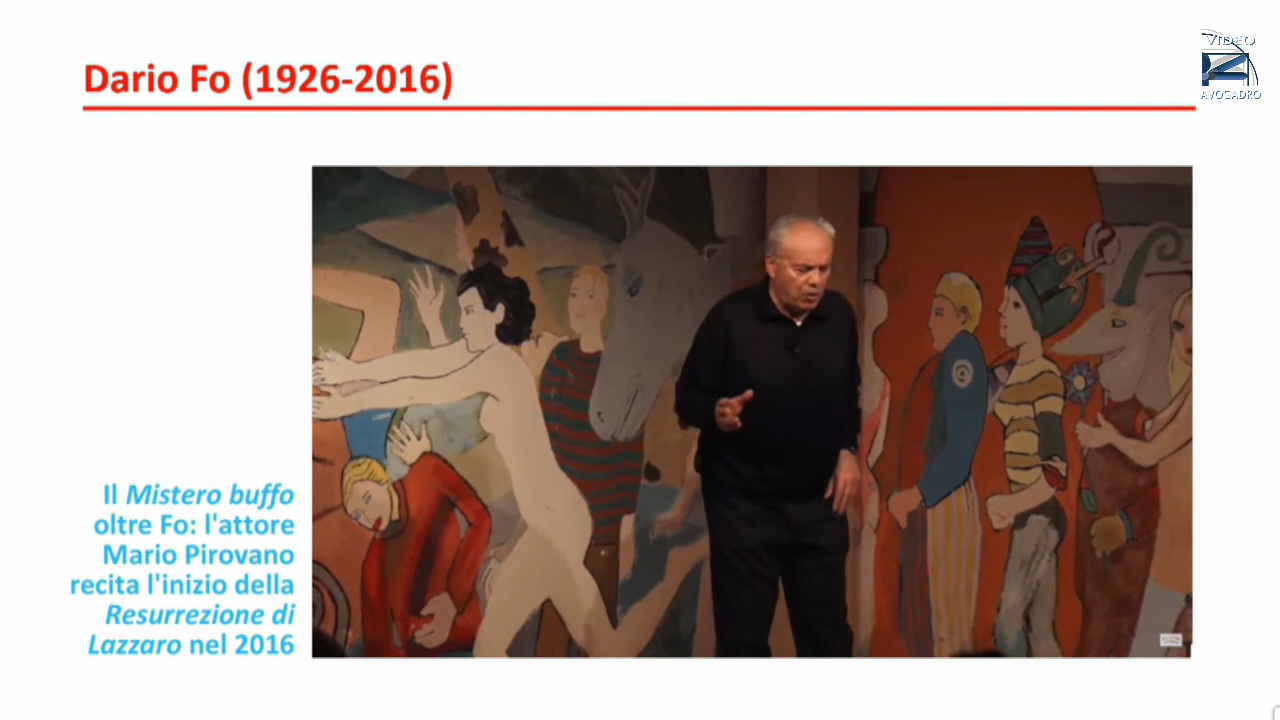 Dario Fo (1926-2016)
VIDEO
AVOGADRO
Il Mistero buffo
oltre Fo: l'attore
Mario Pirovano
recita l'inizio della
Resurrezione di
Lazzaro nel 2016